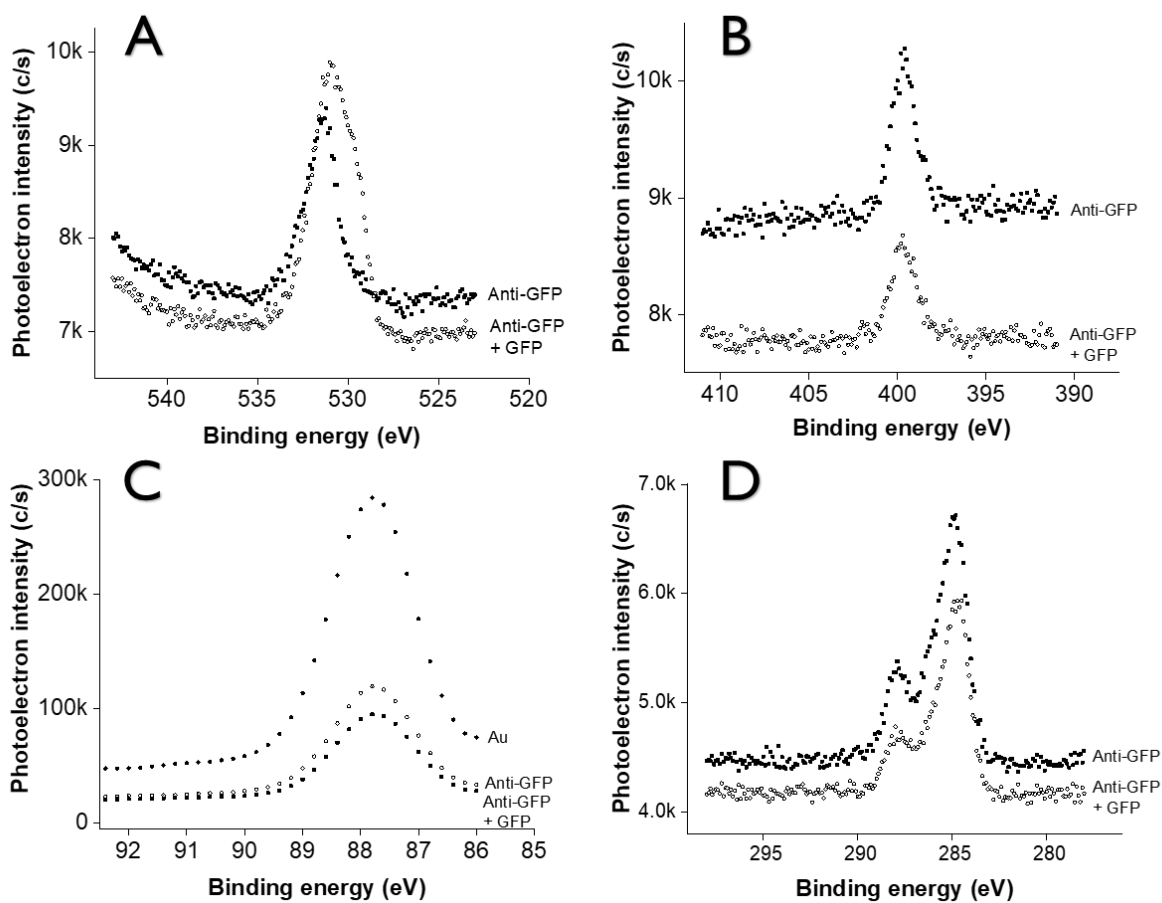 A
Photoelectron intensity (c/s)
10k
9k
8k
7k
Anti-GFP
Anti-GFP
+ GFP
540
535
530
525
520
Binding energy (eV)
B
Photoelectron intensity (c/s)
10k
9k
8k
Anti-GFP
Anti-GFP
+ GFP
410
405
400
395
390
Binding energy (eV)
C
Photoelectron intensity (c/s)
300k
200k
100k
0
Au
Anti-GFP
Anti-GFP
+ GFP
92
91
90
89
88
87
86
85
Binding energy (eV)
D
Photoelectron intensity (c/s)
7.0k
6.0k
5.0k
4.0k
Anti-GFP
Anti-GFP
+ GFP
295
290
285
280
Binding energy (eV)